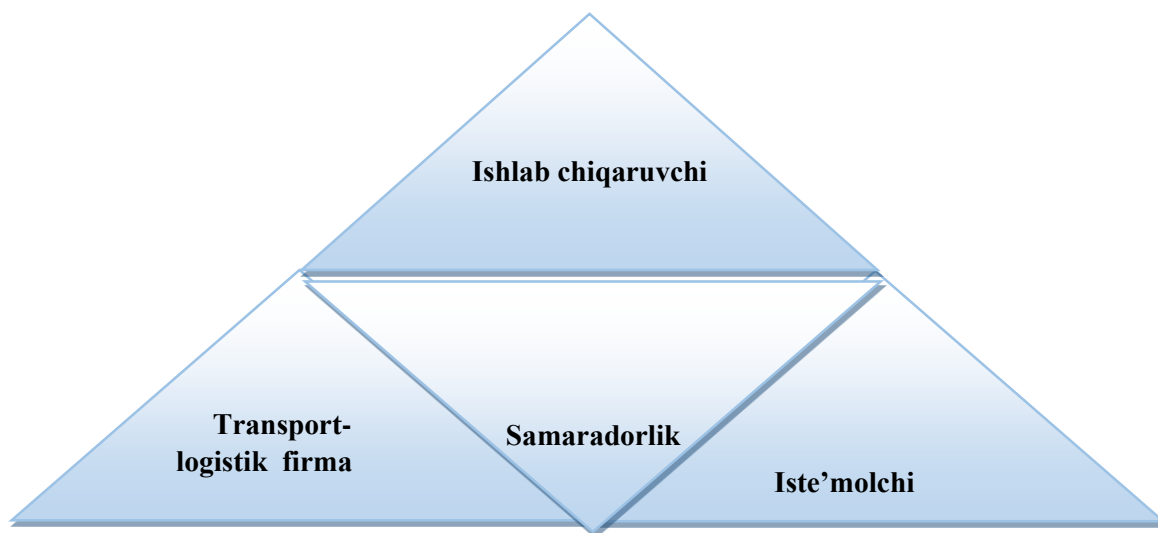 Ishlab chiqaruvchi
Transport-
logistik firma
Samaradorlik
Iste’molchi